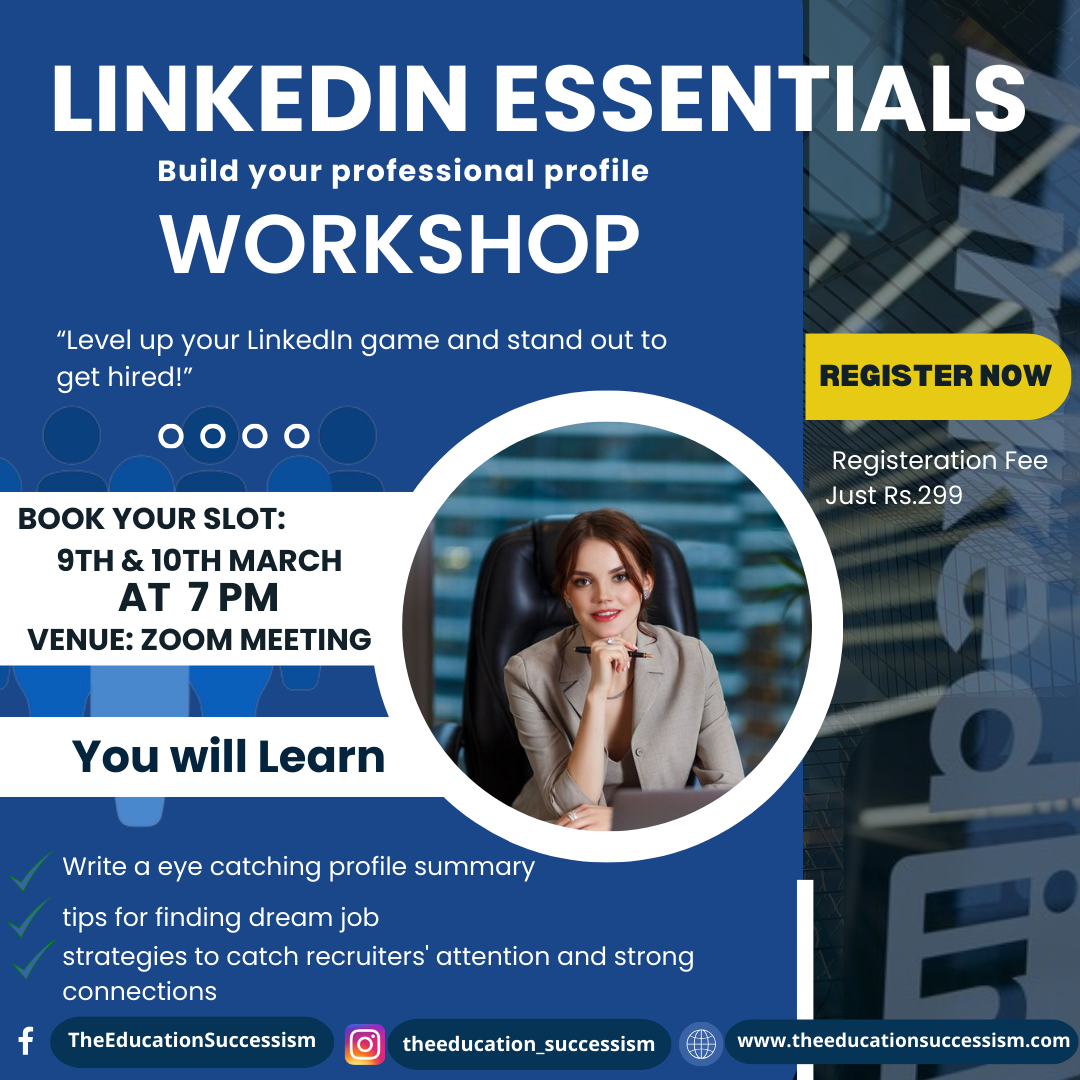 LINKEDIN ESSENTIALS
Build your professional profile
WORKSHOP
“Level up your LinkedIn game and stand out to
get hired!”
REGISTER NOW
Registeration Fee
Just Rs.299
BOOK YOUR SLOT:
9TH & 10TH MARCH
AT 7 PM
VENUE: ZOOM MEETING
You will Learn
Write a eye catching profile summary
tips for finding dream job
strategies to catch recruiters' attention and strong
connections
TheEducationSuccessism
theeducation_successism
www.theeducationsuccessism.com
Linked in